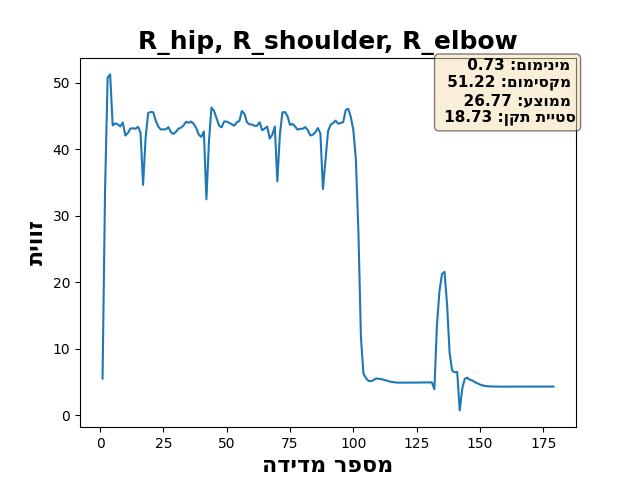 R_hip, R_shoulder, R_elbow
מינימום: 0.73
מקסימום: 51.22
ממוצע: 26.77
סטיית תקן: 18.73
50
40
30
20
10
0
זווית
0 25 50 75 100 125 150 175
מספר מדידה